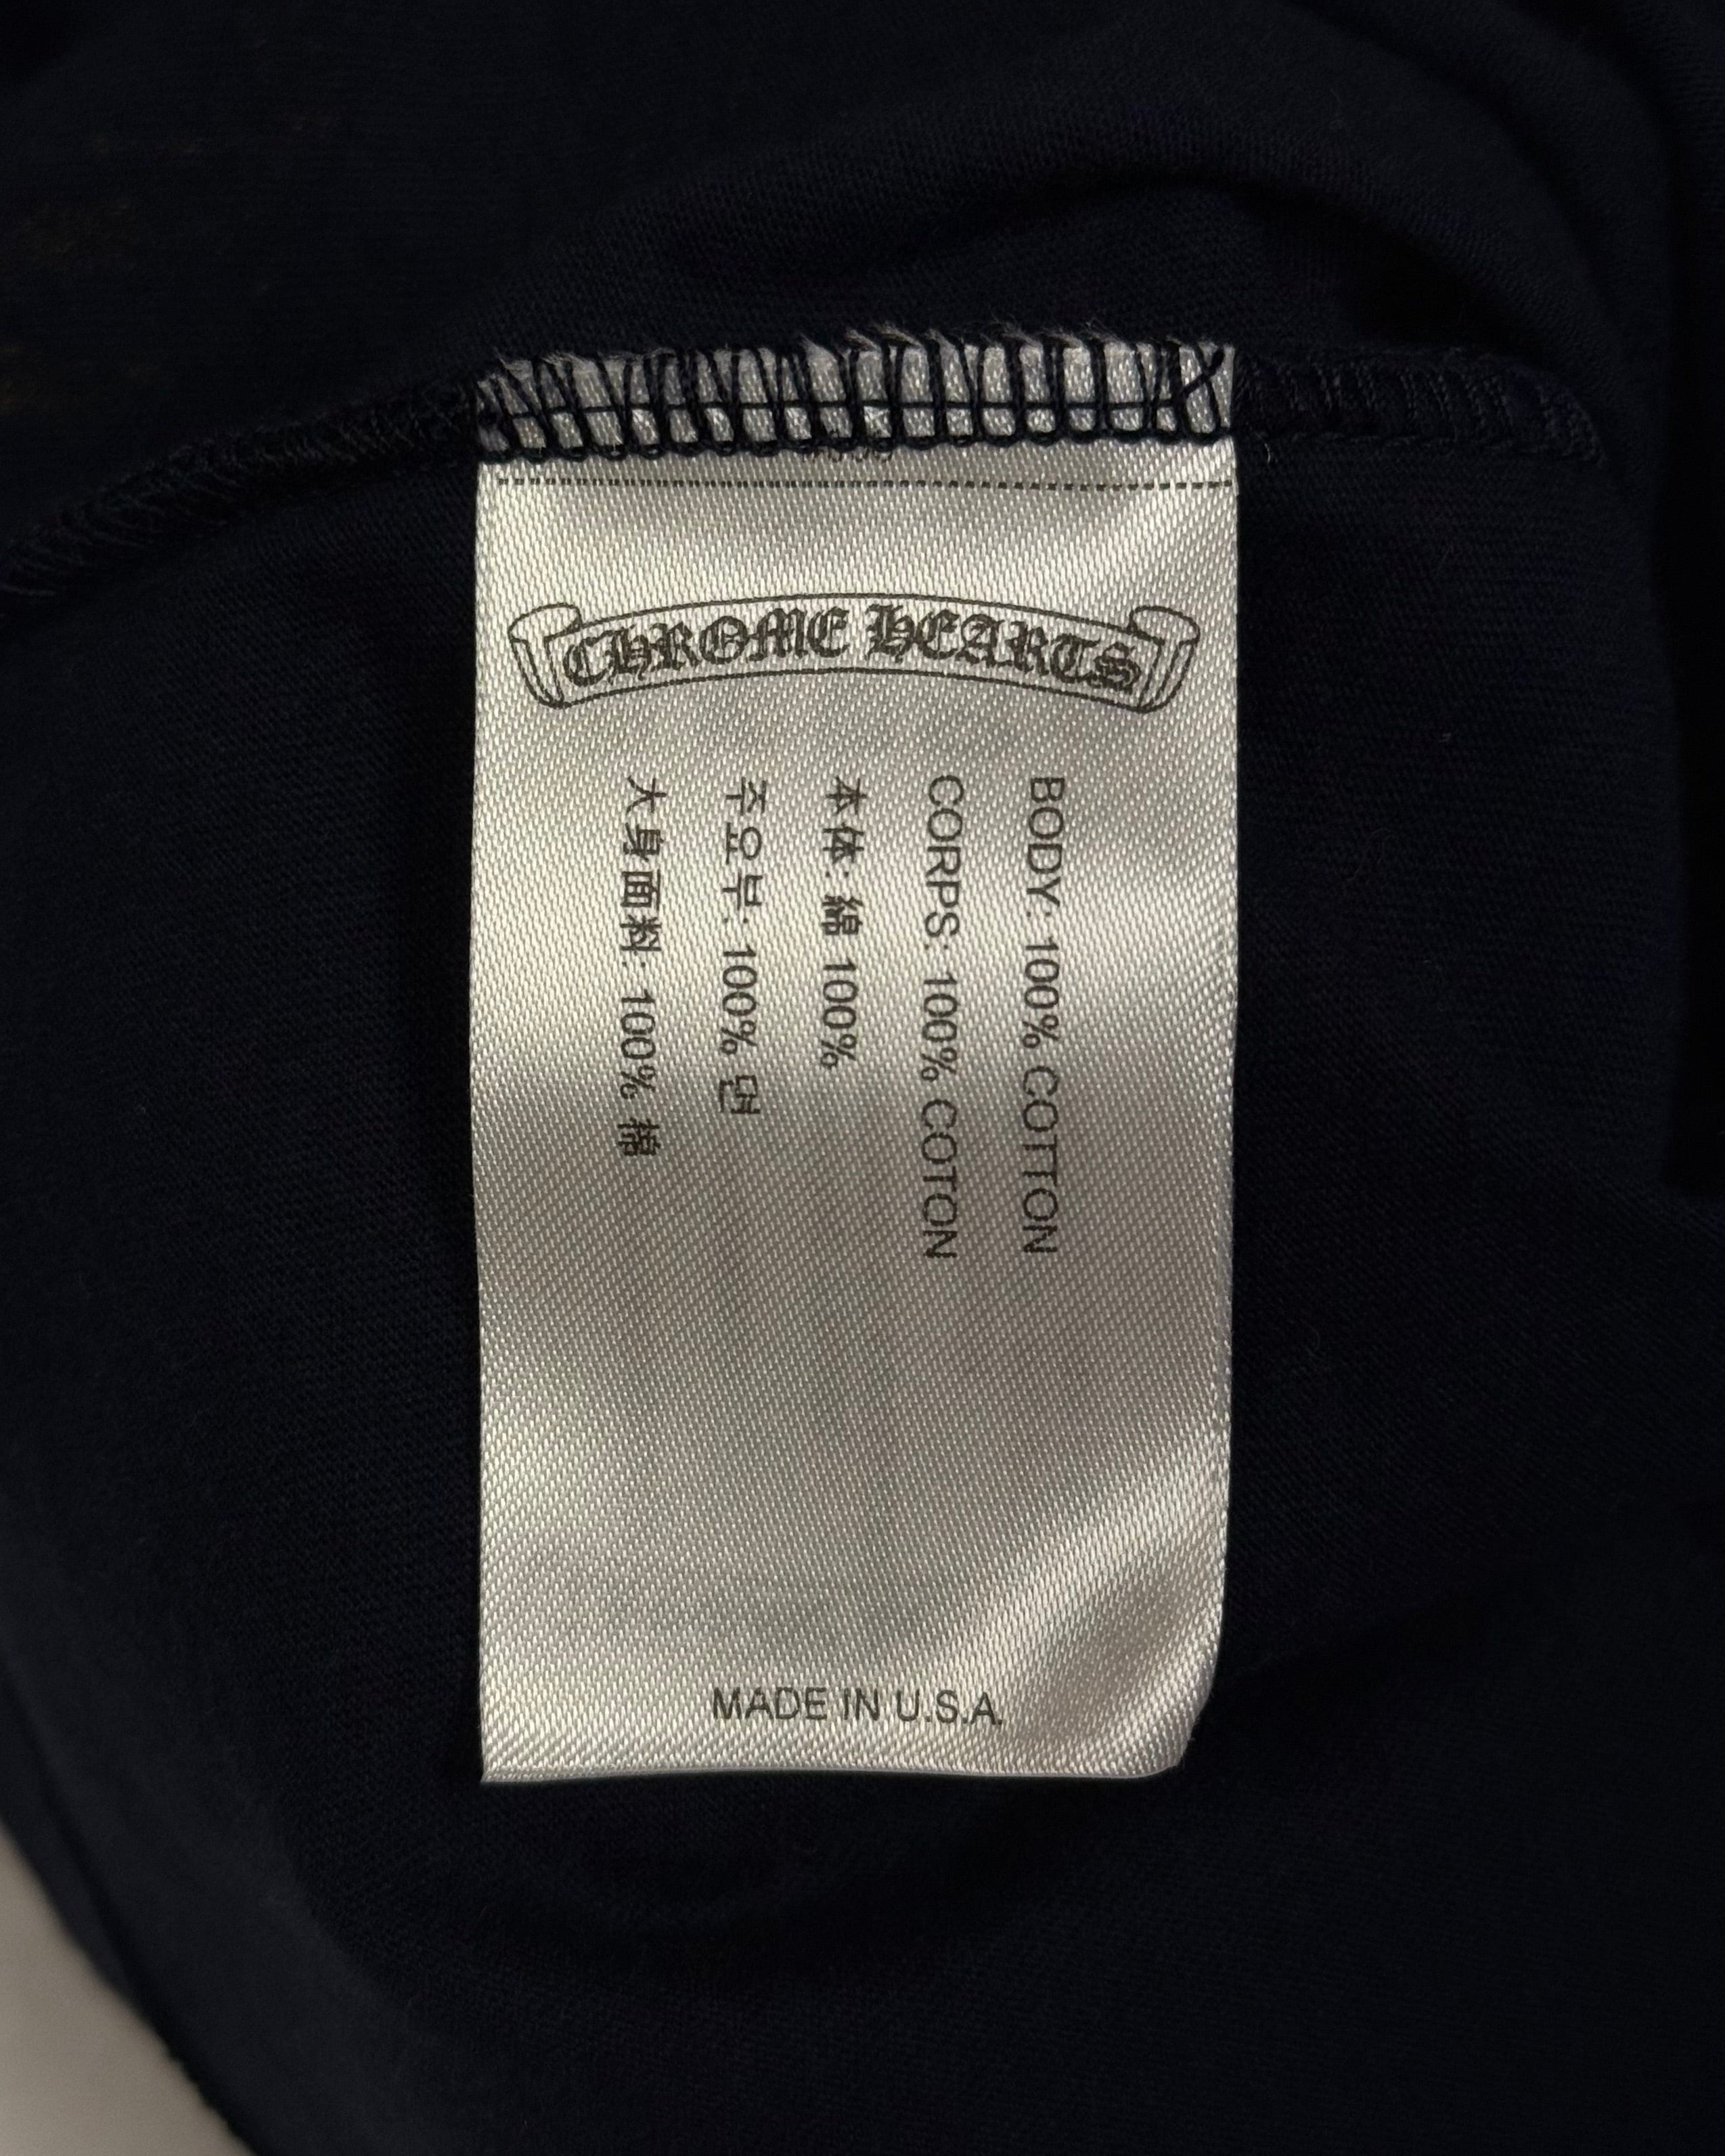 CHROME HEARTS
BODY: 100% COTTON
CORPS: 100% COTON
本体: 綿 100%
주요부: 100% 면
大身面料: 100% 棉
MADE IN U.S.A.